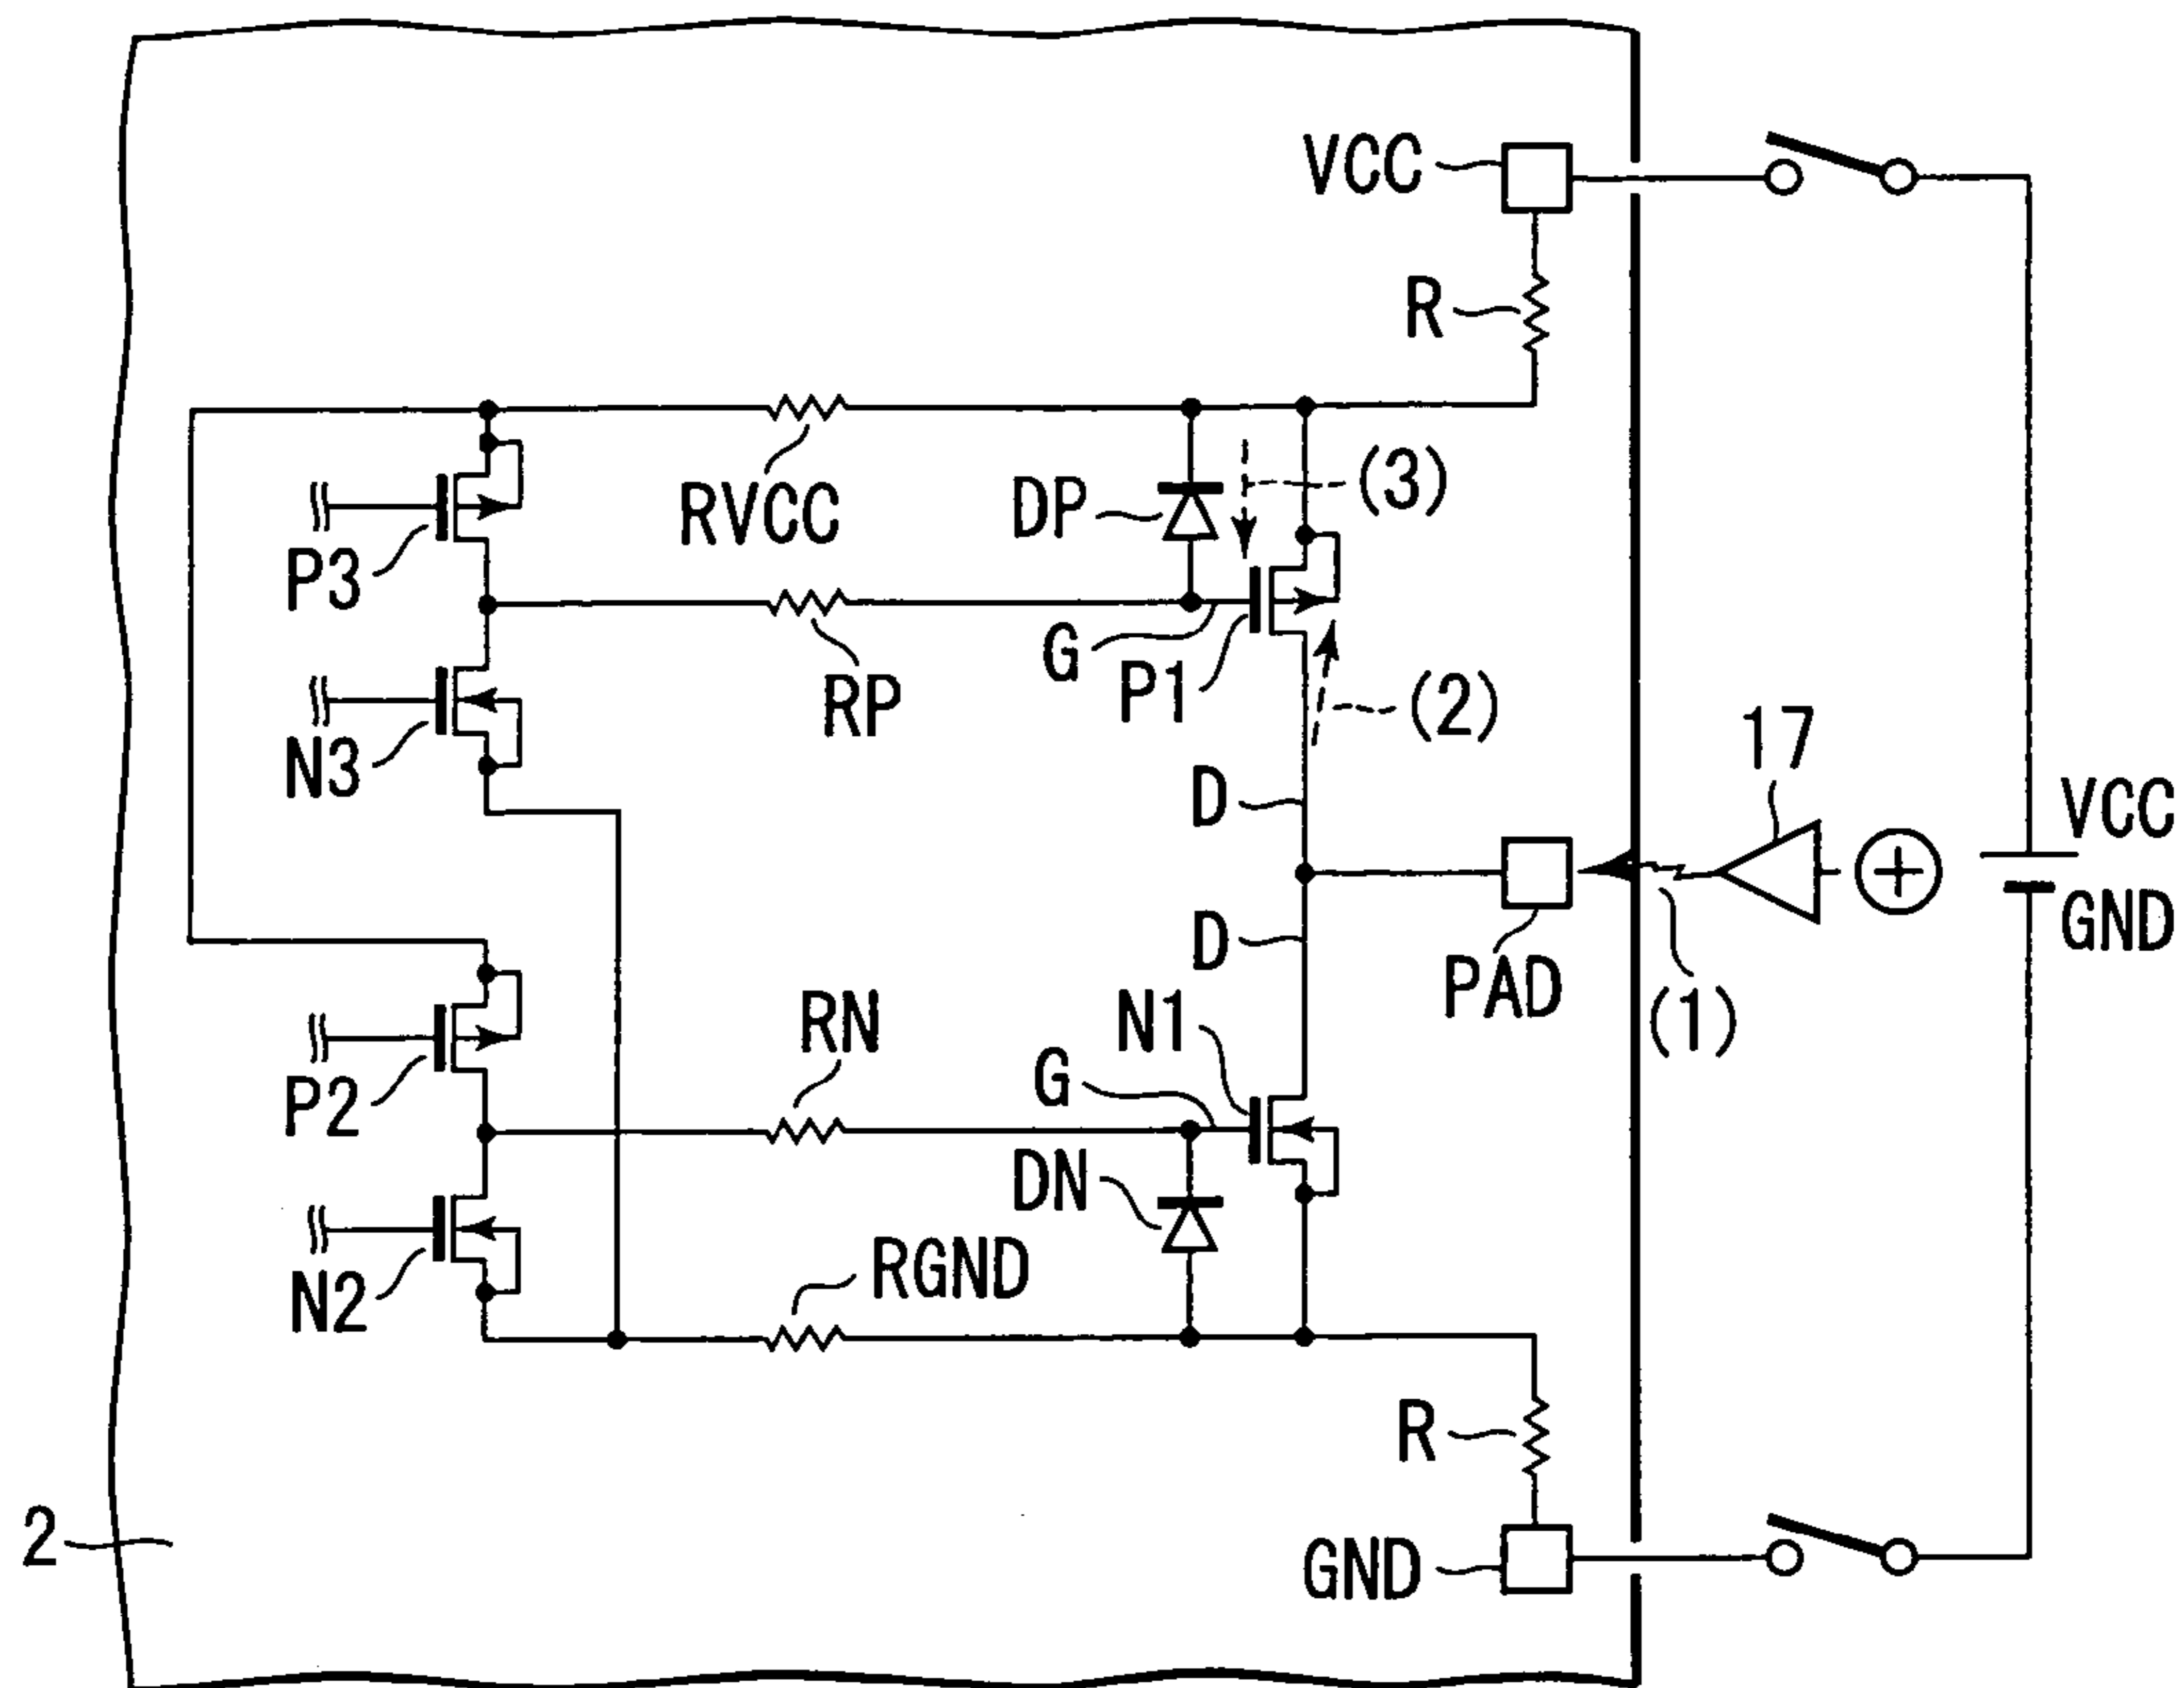 VCC
R
RVCC
DP
(3)
P3
G
P1
RP
(2)
N3
17
D
VCC
+
D
GND
PAD
(1)
RN
N1
G
P2
DN
RGND
N2
R
2
GND